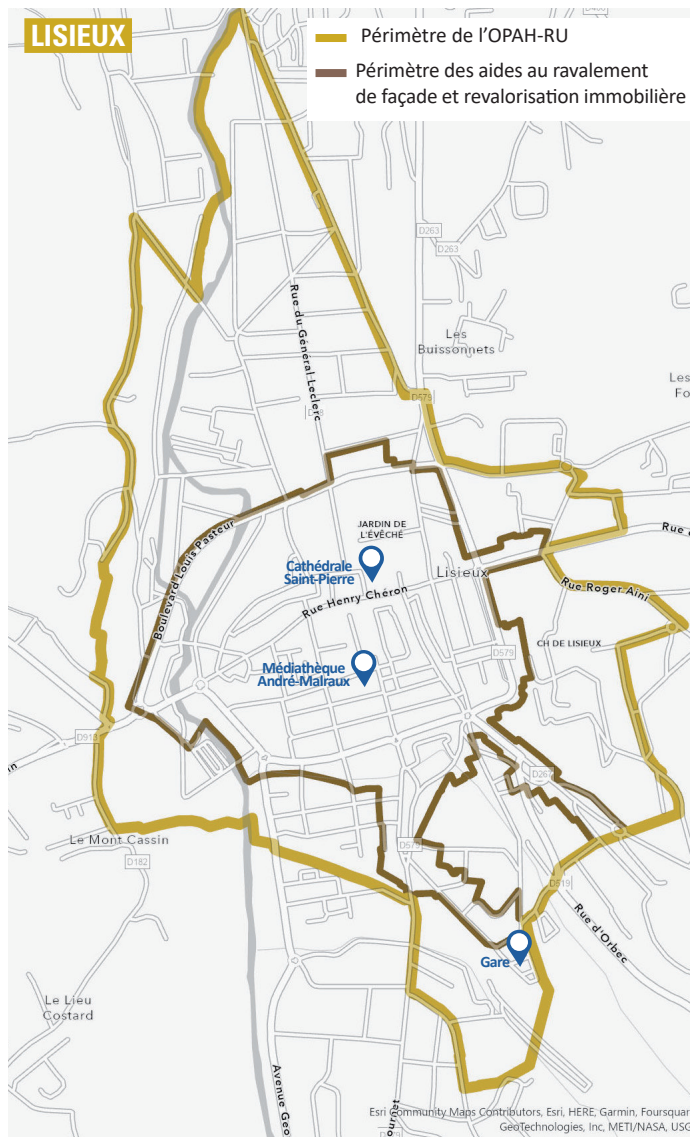 LISIEUX
Périmètre de l'OPAH-RU
Périmètre des aides au ravalement
de façade et revalorisation immobilière
D263
D263
Rue du Général Leclerc
Les
Buissonnets
Les
Fo
D579
JARDIN DE
L'ÉVÊCHÉ
Boulevard Louis Pasteur
Cathédrale
Saint-Pierre
Lisieux
Rue d
Rue Henry Chéron
Rue Roger Aini
CH DE LISIEUX
D579
Médiathèque
André-Malraux
D913
in
D267
Le Mont Cassin
D182
D579
D519
Rue d'Orbec
Gare
Le Lieu
Costard
Avenue Geo
ournet
Esri Community Maps Contributors, Esri, HERE, Garmin, Foursquar
GeoTechnologies, Inc, METI/NASA, USG